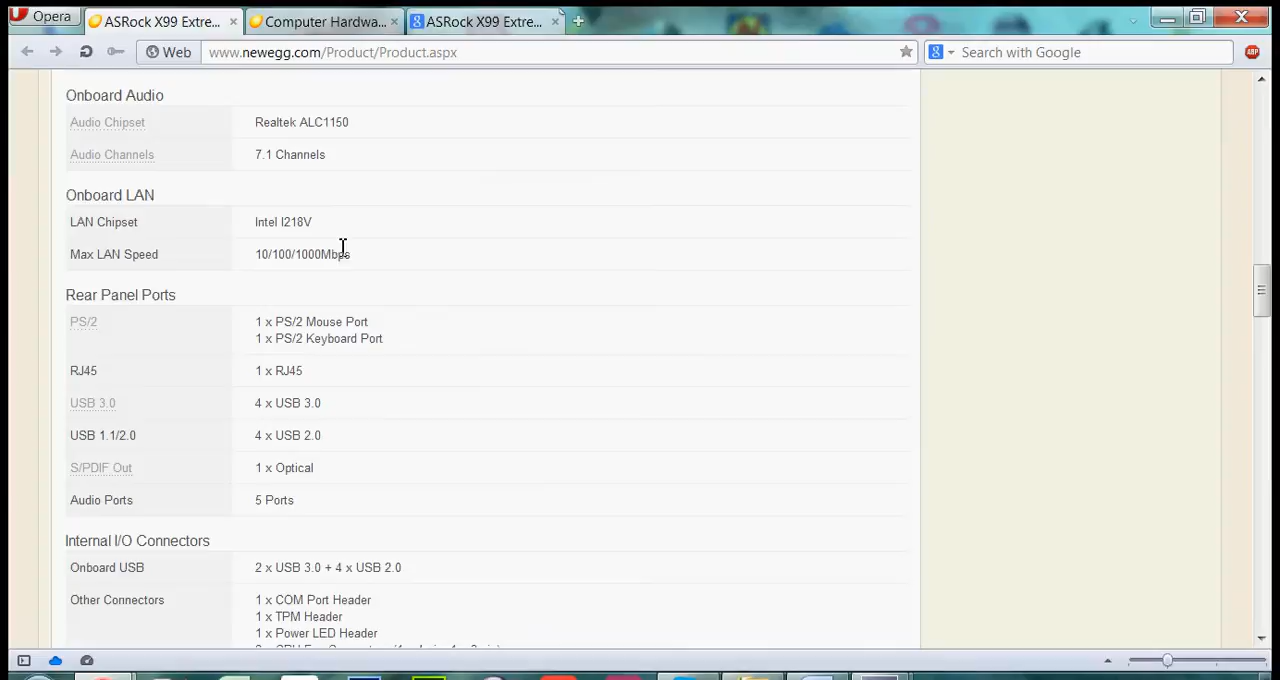 Opera
ASRock X99 Extre...
Computer Hardwa...
ASRock X99 Extre...
Web
www.newegg.com/Product/Product.aspx
Search with Google
ABP
Onboard Audio
Audio Chipset Realtek ALC1150
Audio Channels 7.1 Channels
Onboard LAN
LAN Chipset Intel I218V
Max LAN Speed 10/100/1000Mbps
Rear Panel Ports
PS/2 1 x PS/2 Mouse Port
1 x PS/2 Keyboard Port
RJ45 1 x RJ45
USB 3.0 4 x USB 3.0
USB 1.1/2.0 4 x USB 2.0
S/PDIF Out 1 x Optical
Audio Ports 5 Ports
Internal I/O Connectors
Onboard USB 2 x USB 3.0 + 4 x USB 2.0
Other Connectors 1 x COM Port Header
1 x TPM Header
1 x Power LED Header